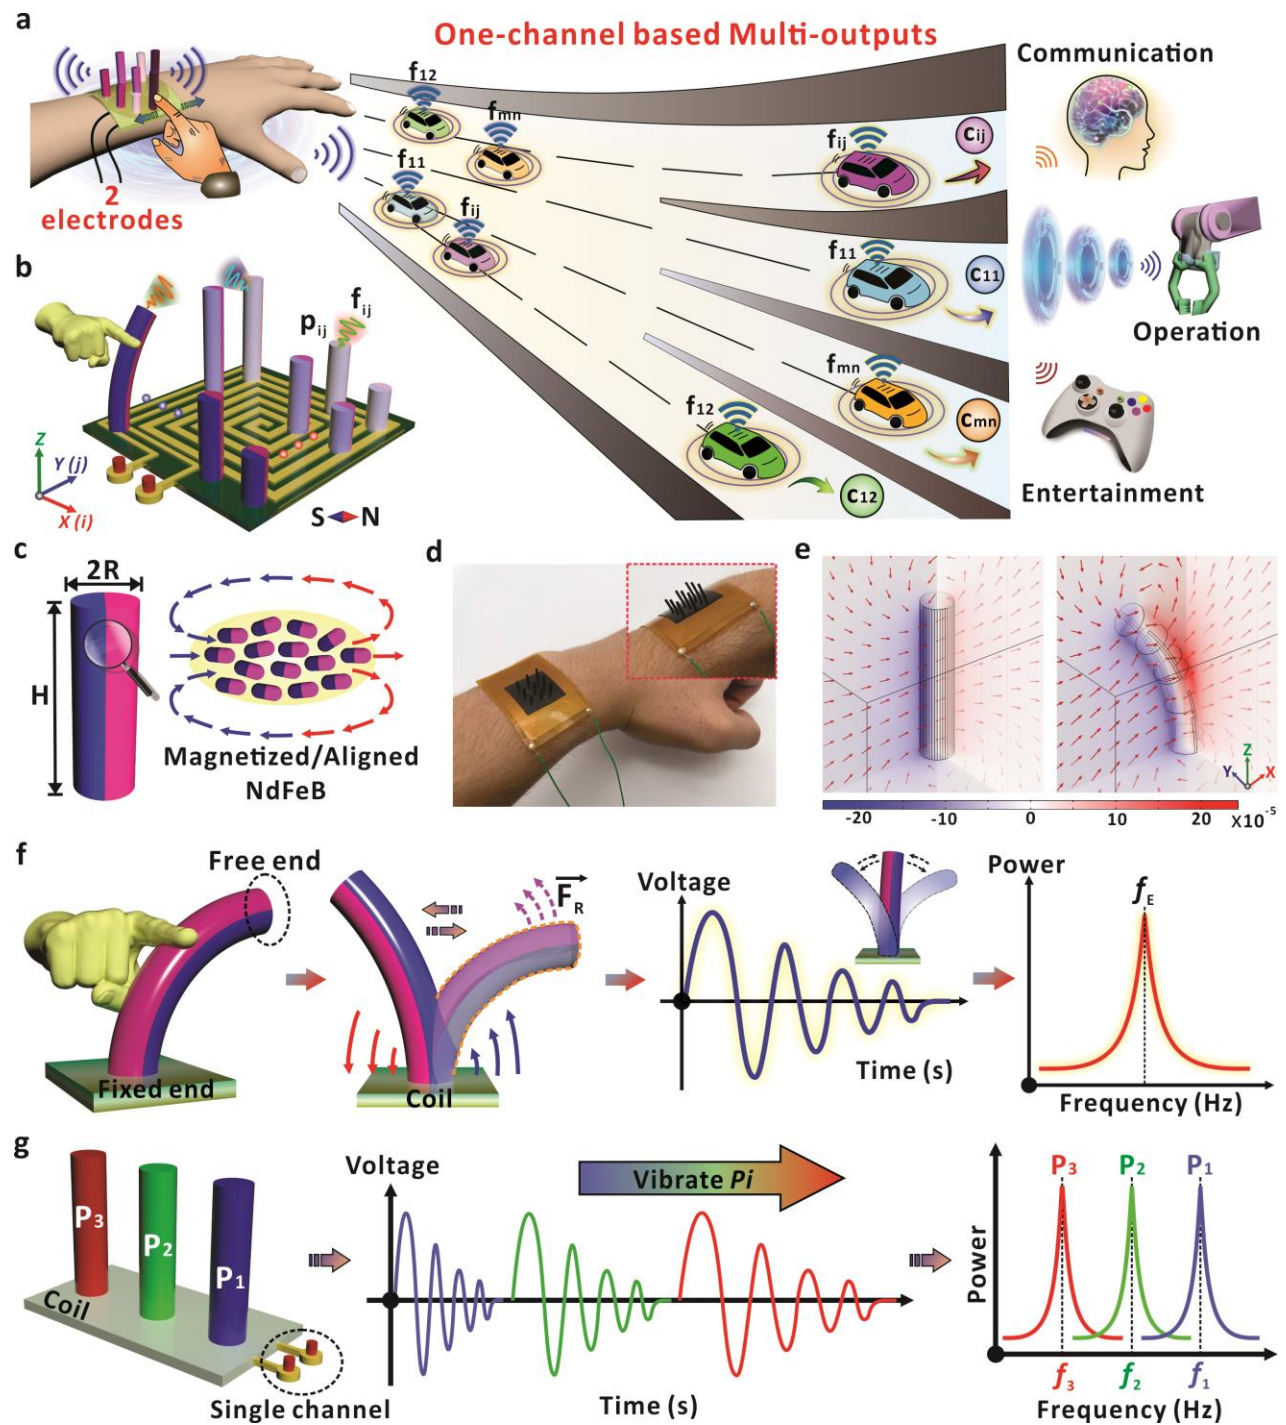 a
One-channel based Multi-outputs
Communication
f12
fmn
fij
Cij
f11
2
electrodes
fij
f11
C11
b
fij
Pij
Operation
fmn
f12
Cmn
Z
Y (j)
X (i)
S N
C12
Entertainment
c
d
e
2R
H
Magnetized/Aligned
NdFeB
Z
Y X
-20 -10 0 10 20 X10-5
f
Free end
FR
Voltage
Power
fE
Fixed end
Coil
Time (s)
Frequency (Hz)
g
Voltage
Vibrate Pi
P3 P2 P1
P3
P2
P1
Coil
Power
Single channel
Time (s)
f3 f2 f1
Frequency (Hz)